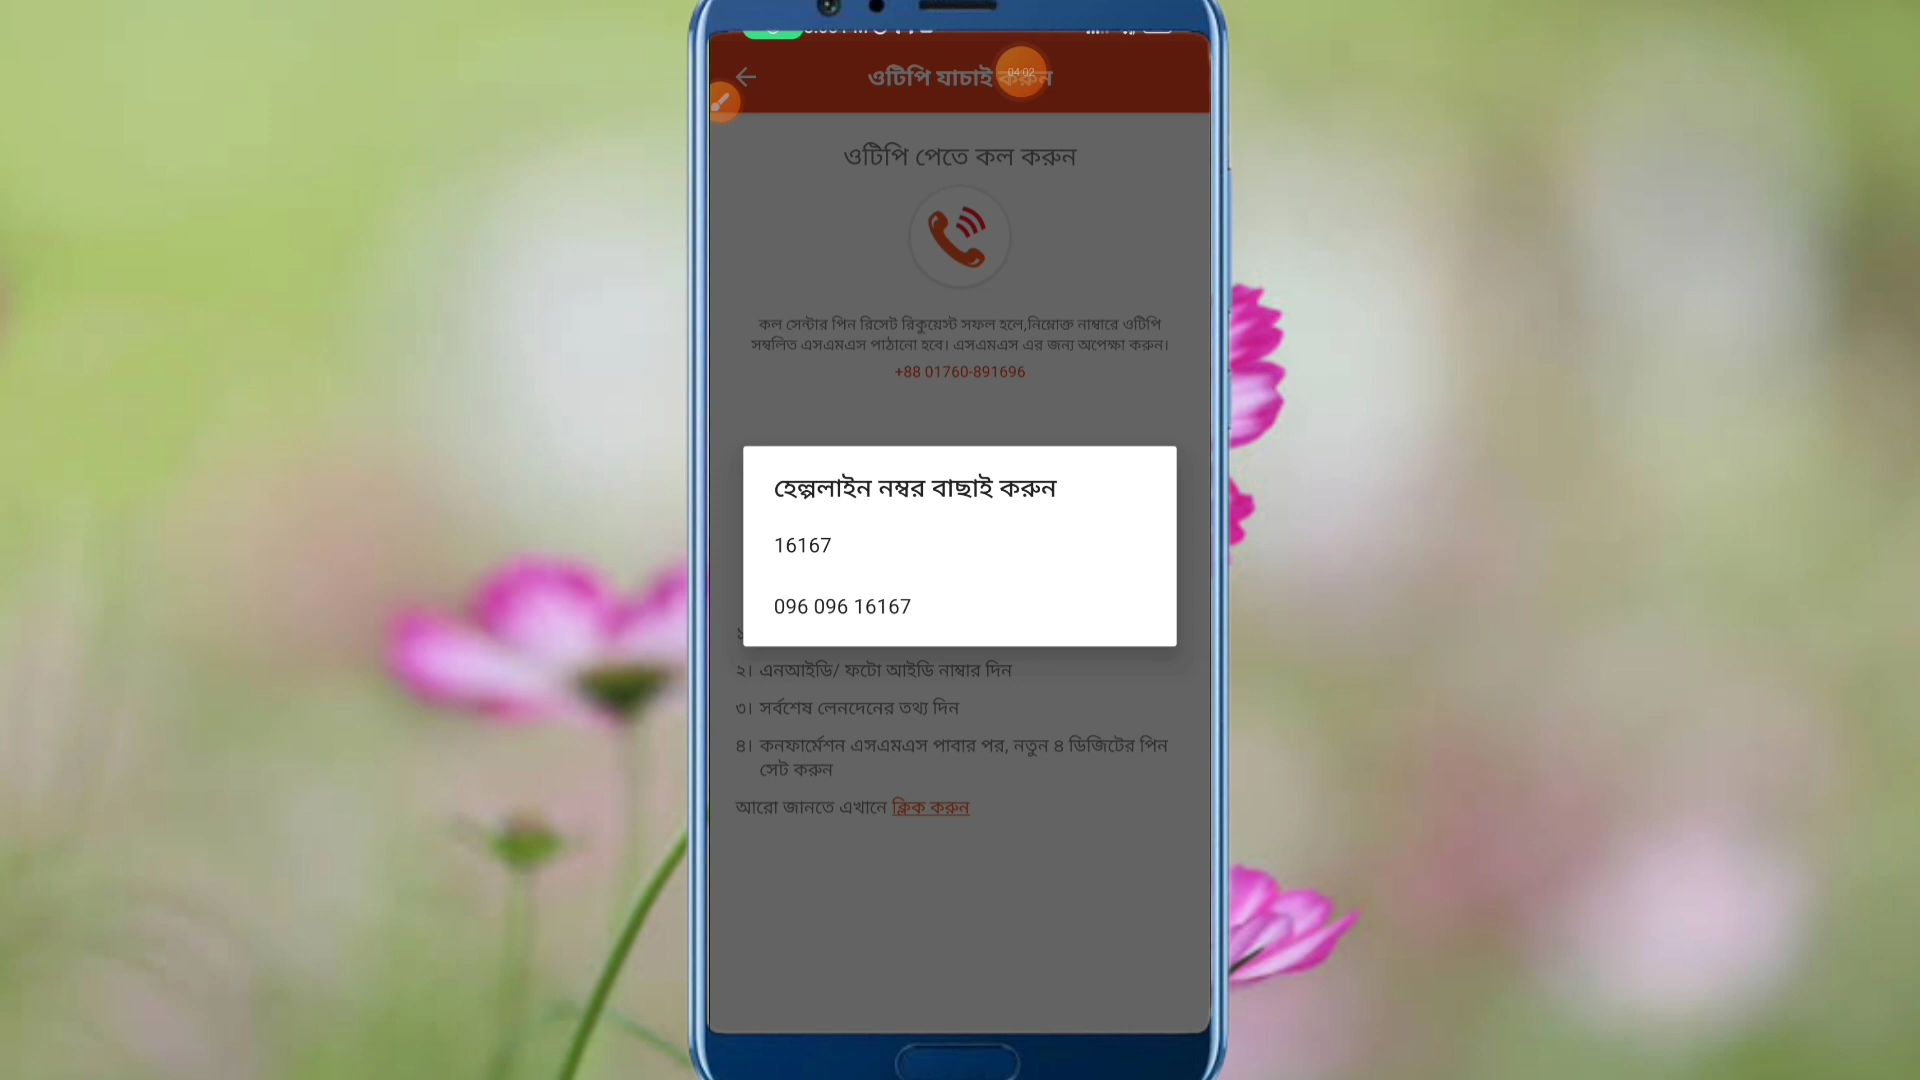 ওটিপি যাচাই করুন
04:02
ওটিপি পেতে কল করুন
কল সেন্টার পিন রিসেট রিকুয়েস্ট সফল হলে,নিম্নোক্ত নাম্বারে ওটিপি
সম্বলিত এসএমএস পাঠানো হবে। এসএমএস এর জন্য অপেক্ষা করুন।
+88 01760-891696
হেল্পলাইন নম্বর বাছাই করুন
16167
096 096 16167
২। এনআইডি/ ফটো আইডি নাম্বার দিন
৩। সর্বশেষ লেনদেনের তথ্য দিন
৪। কনফার্মেশন এসএমএস পাবার পর, নতুন ৪ ডিজিটের পিন
সেট করুন
আরো জানতে এখানে ক্লিক করুন